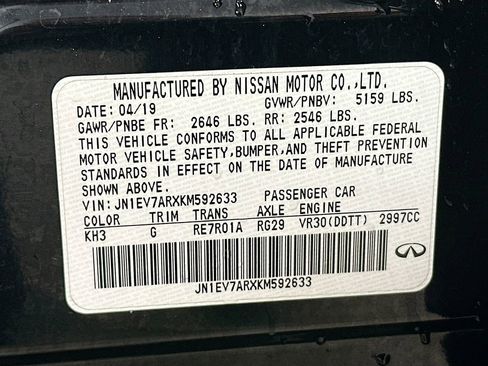 MANUFACTURED BY NISSAN MOTOR CO.,LTD.
DATE: 04/19 GVWR/PNBV: 5159 LBS.
GAWR/PNBE FR: 2646 LBS. RR: 2546 LBS.
THIS VEHICLE CONFORMS TO ALL APPLICABLE FEDERAL
MOTOR VEHICLE SAFETY,BUMPER,AND THEFT PREVENTION
STANDARDS IN EFFECT ON THE DATE OF MANUFACTURE
SHOWN ABOVE.
VIN: JN1EV7ARXKM592633 PASSENGER CAR
COLOR TRIM TRANS AXLE ENGINE
KH3 G RE7R01A RG29 VR30(DDTT) 2997CC
JN1EV7ARXKM592633